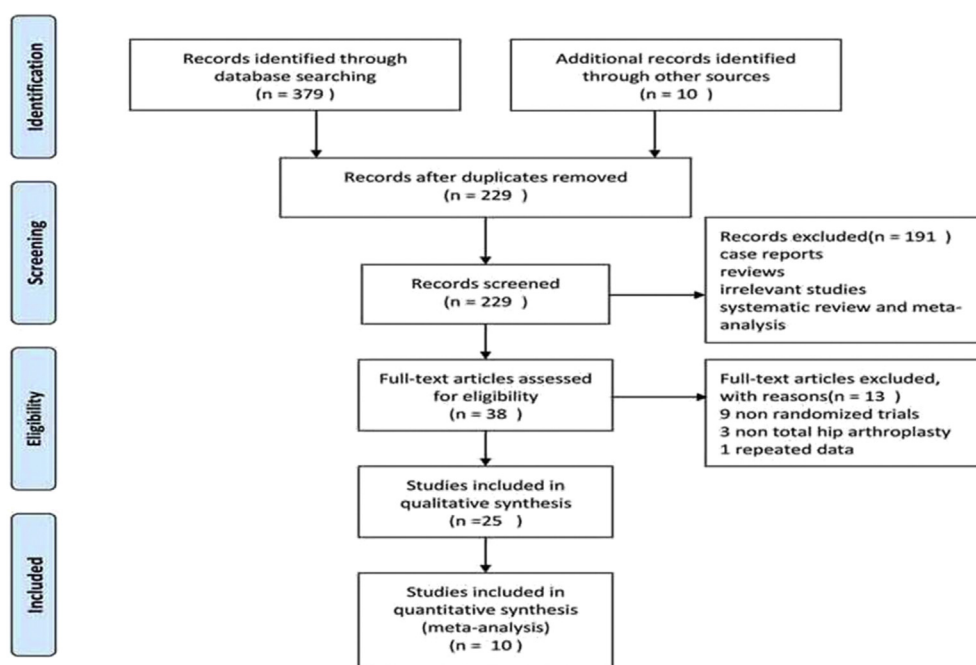 Identification
Records identified through
database searching
(n = 379 )
Additional records identified
through other sources
(n = 10 )
Records after duplicates removed
(n = 229 )
Screening
Records screened
(n = 229 )
Records excluded(n = 191 )
case reports
reviews
irrelevant studies
systematic review and meta-
analysis
Eligibility
Full-text articles assessed
for eligibility
(n = 38 )
Full-text articles excluded,
with reasons(n = 13 )
9 non randomized trials
3 non total hip arthroplasty
1 repeated data
Studies included in
qualitative synthesis
(n =25 )
Included
Studies included in
quantitative synthesis
(meta-analysis)
(n = 10 )